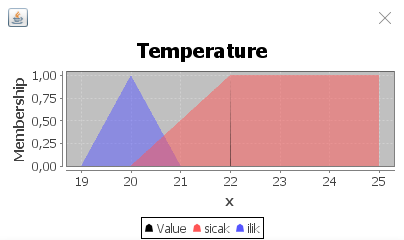 Temperature
Membership
1,00
0,75
0,50
0,25
0,00
19 20 21 22 23 24 25
x
Value sicak ilik